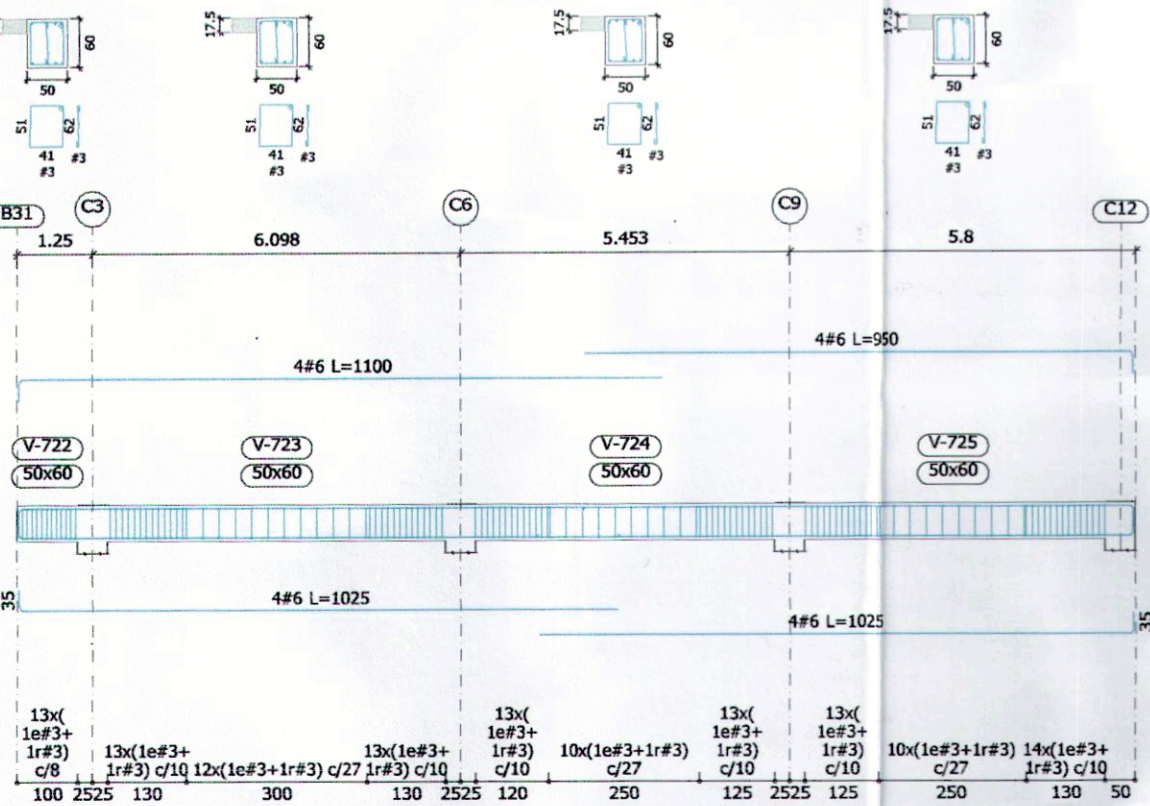 17.5 17.5 17.5
60 60 60 60
50 50 50 50
51 62 51 62 51 62 51 62
41 #3 41 #3 41 #3 41 #3
#3 #3 #3 #3
B31 C3 C6 C9 C12
1.25 6.098 5.453 5.8
4#6 L=950
4#6 L=1100
V-722 V-723 V-724 V-725
50x60 50x60 50x60 50x60
35 4#6 L=1025
4#6 L=1025 35
13x( 13x( 13x( 13x(
1e#3+ 1e#3+ 1e#3+ 1e#3+
1r#3) 13x(1e#3+ 13x(1e#3+ 1r#3) 10x(1e#3+1r#3) 1r#3) 1r#3) 10x(1e#3+1r#3) 14x(1e#3+
c/8 1r#3) c/10 12x(1e#3+1r#3) c/27 1r#3) c/10 c/10 c/27 c/10 c/10 c/27 1r#3) c/10
100 2525 130 300 130 2525 120 250 125 2525 125 250 130 50